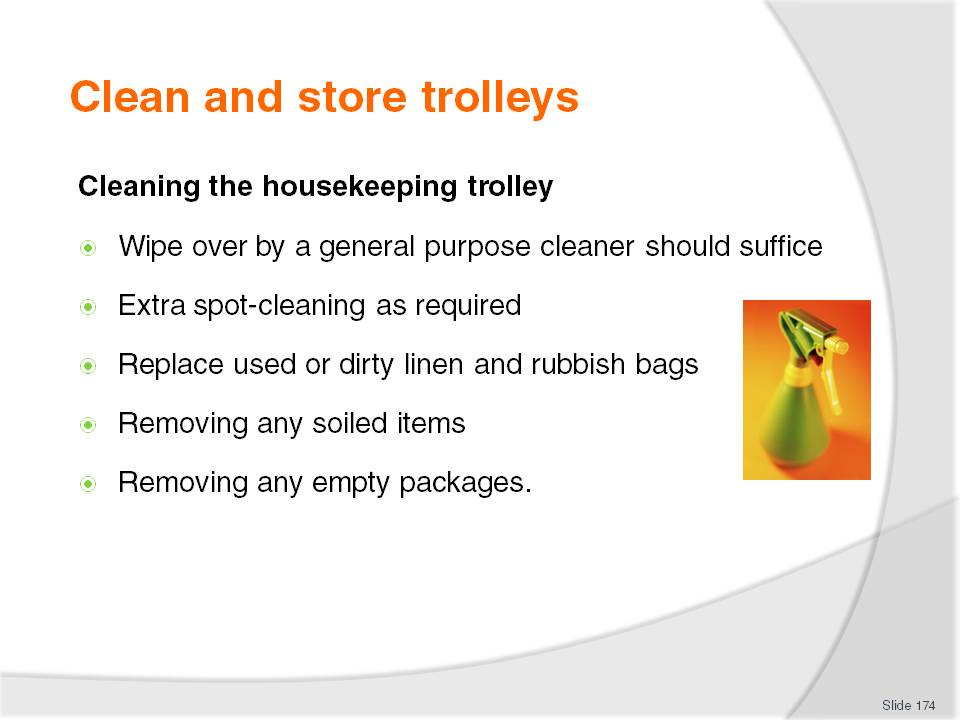 Clean and store trolleys
Cleaning the housekeeping trolley
Wipe over by a general purpose cleaner should suffice
Extra spot-cleaning as required
Replace used or dirty linen and rubbish bags
Removing any soiled items
Removing any empty packages.
Slide 174